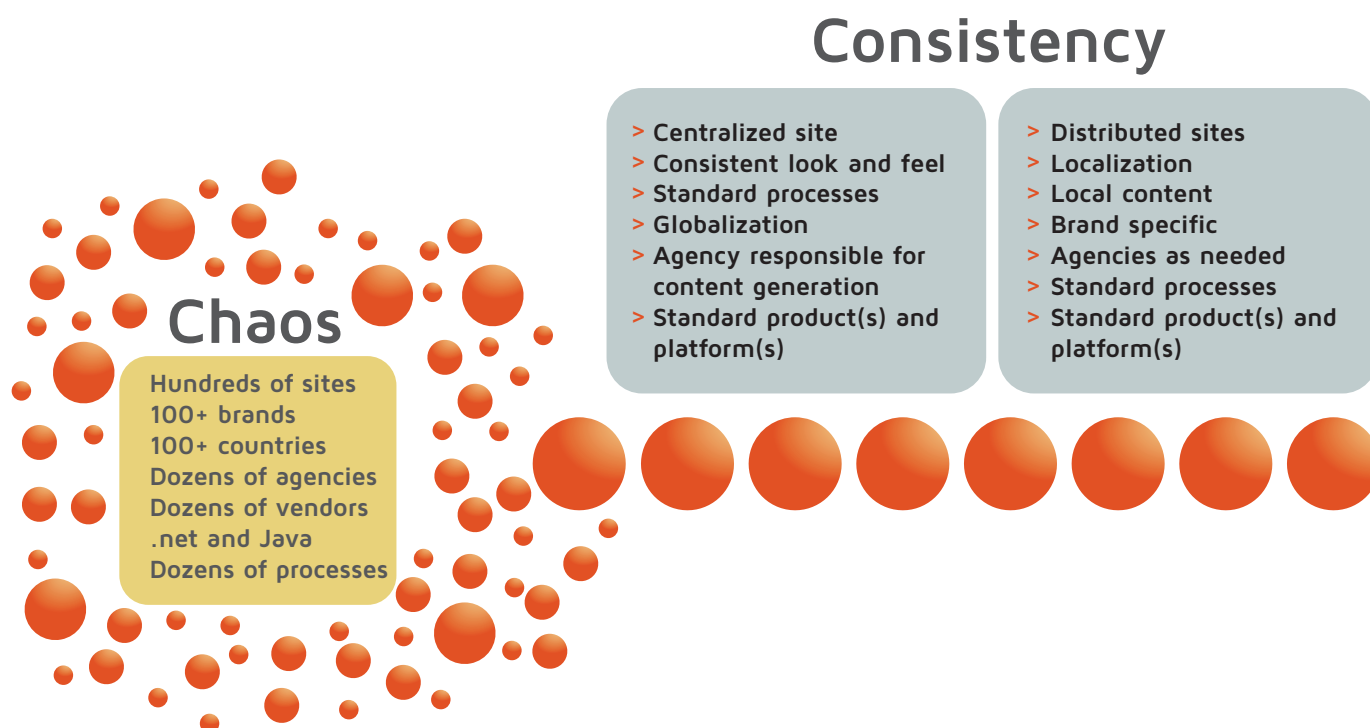 Consistency
> Centralized site
> Consistent look and feel
> Standard processes
> Globalization
> Agency responsible for
content generation
> Standard product(s) and
platform(s)
> Distributed sites
> Localization
> Local content
> Brand specific
> Agencies as needed
> Standard processes
> Standard product(s) and
platform(s)
Chaos
Hundreds of sites
100+ brands
100+ countries
Dozens of agencies
Dozens of vendors
.net and Java
Dozens of processes